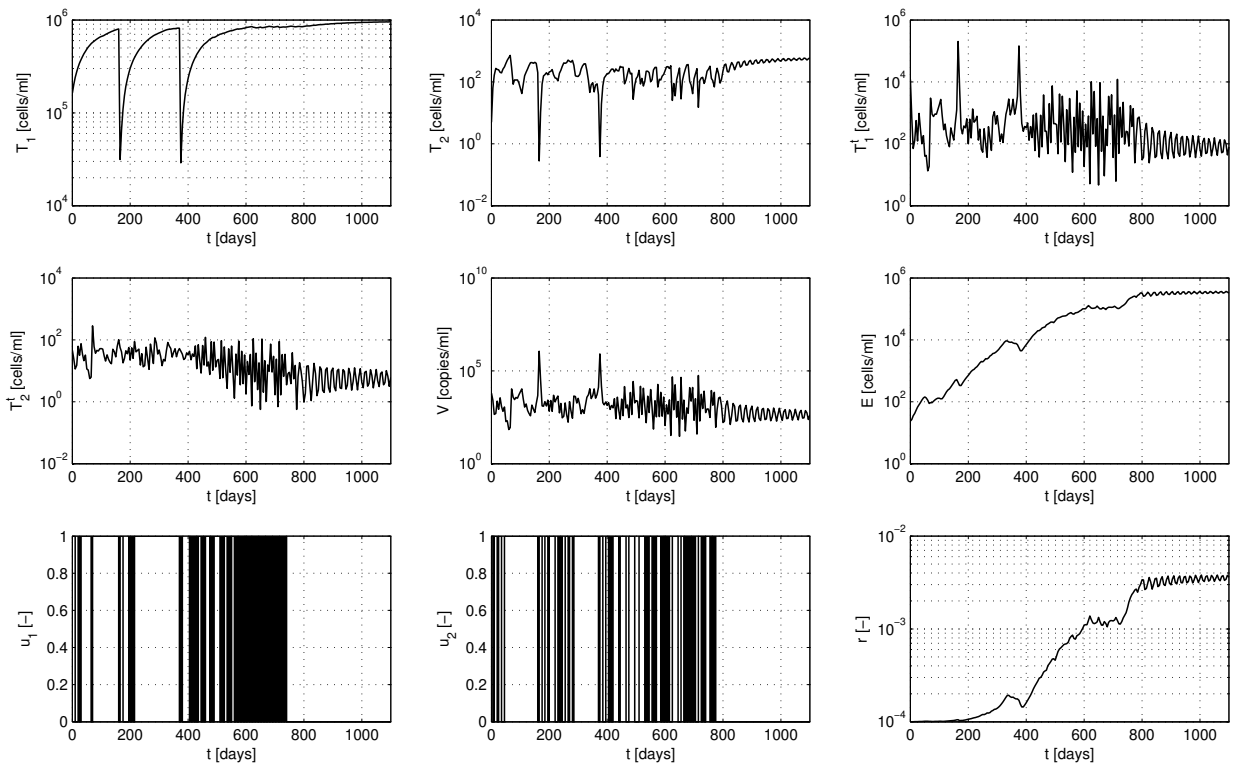 10^6
10^5
10^4
T_1 [cells/ml]
0 200 400 600 800 1000
t [days]
10^4
10^2
10^0
10^-2
T_2 [cells/ml]
0 200 400 600 800 1000
t [days]
10^6
10^4
10^2
10^0
T_1^t [cells/ml]
0 200 400 600 800 1000
t [days]
10^4
10^2
10^0
10^-2
T_2^t [cells/ml]
0 200 400 600 800 1000
t [days]
10^10
10^5
10^0
V [copies/ml]
0 200 400 600 800 1000
t [days]
10^6
10^4
10^2
10^0
E [cells/ml]
0 200 400 600 800 1000
t [days]
1
0.8
0.6
0.4
0.2
0
u_1 [–]
0 200 400 600 800 1000
t [days]
1
0.8
0.6
0.4
0.2
0
u_2 [–]
0 200 400 600 800 1000
t [days]
10^-2
10^-3
10^-4
r [–]
0 200 400 600 800 1000
t [days]